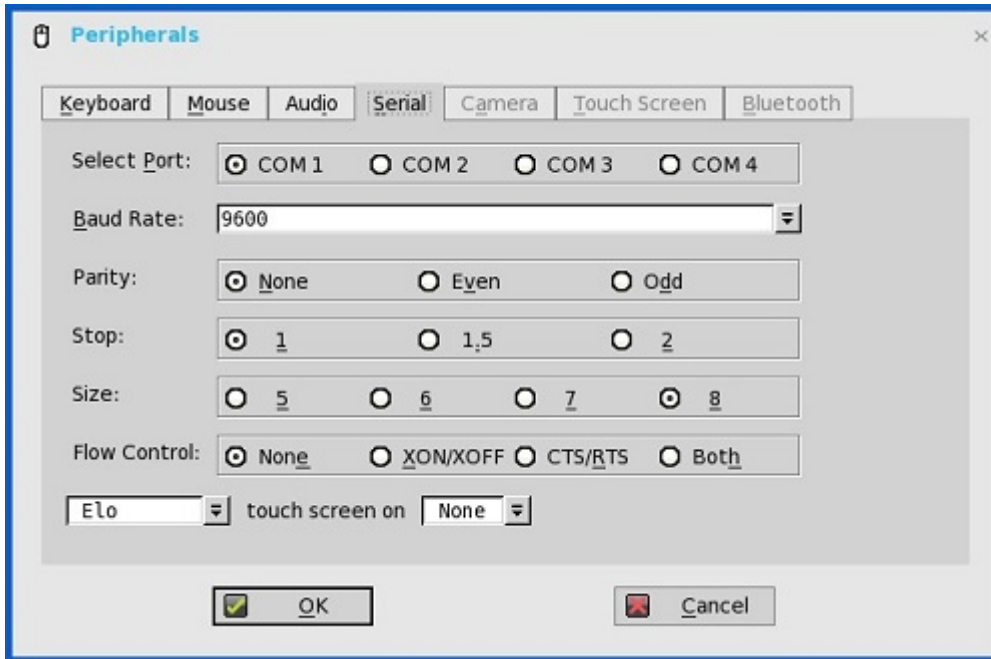 Peripherals
Keyboard Mouse Audio Serial Camera Touch Screen Bluetooth
Select Port: COM 1 COM 2 COM 3 COM 4
Baud Rate: 9600
Parity: None Even Odd
Stop: 1 1.5 2
Size: 5 6 7 8
Flow Control: None XON/XOFF CTS/RTS Both
Elo touch screen on None
OK Cancel